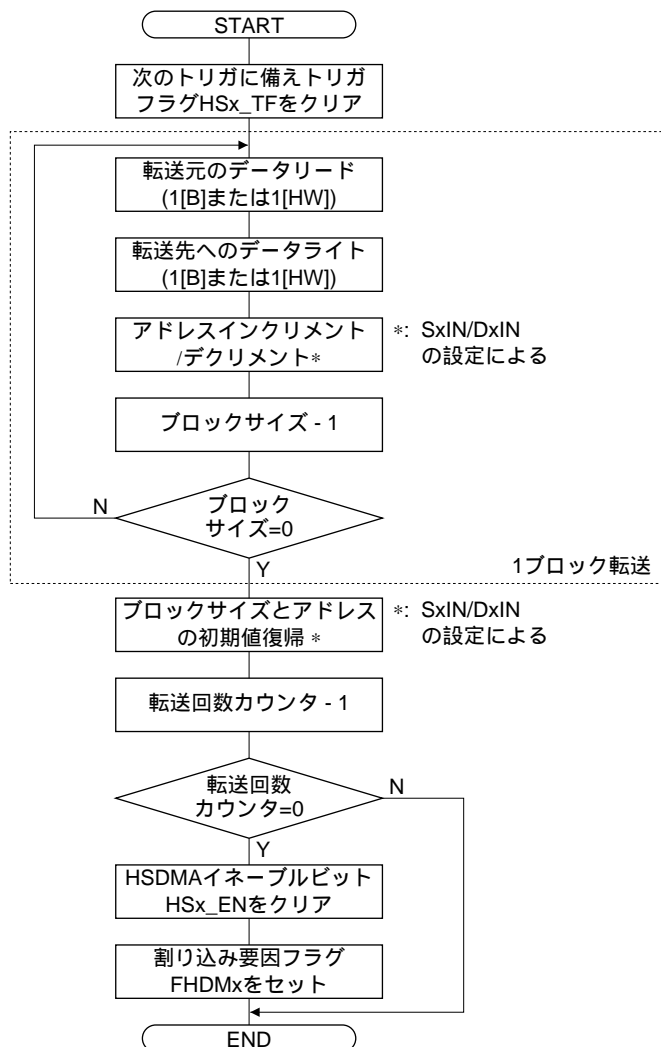 START
次のトリガに備えトリガ
フラグHSx_TFをクリア
転送元のデータリード
(1[B]または1[HW])
転送先へのデータライト
(1[B]または1[HW])
アドレスインクリメント
/デクリメント*
*: SxIN/DxIN
の設定による
ブロックサイズ - 1
N
ブロック
サイズ=0
Y
1ブロック転送
ブロックサイズとアドレス
の初期値復帰 *
*: SxIN/DxIN
の設定による
転送回数カウンタ - 1
転送回数
カウンタ=0
N
Y
HSDMAイネーブルビット
HSx_ENをクリア
割り込み要因フラグ
FHDMxをセット
END